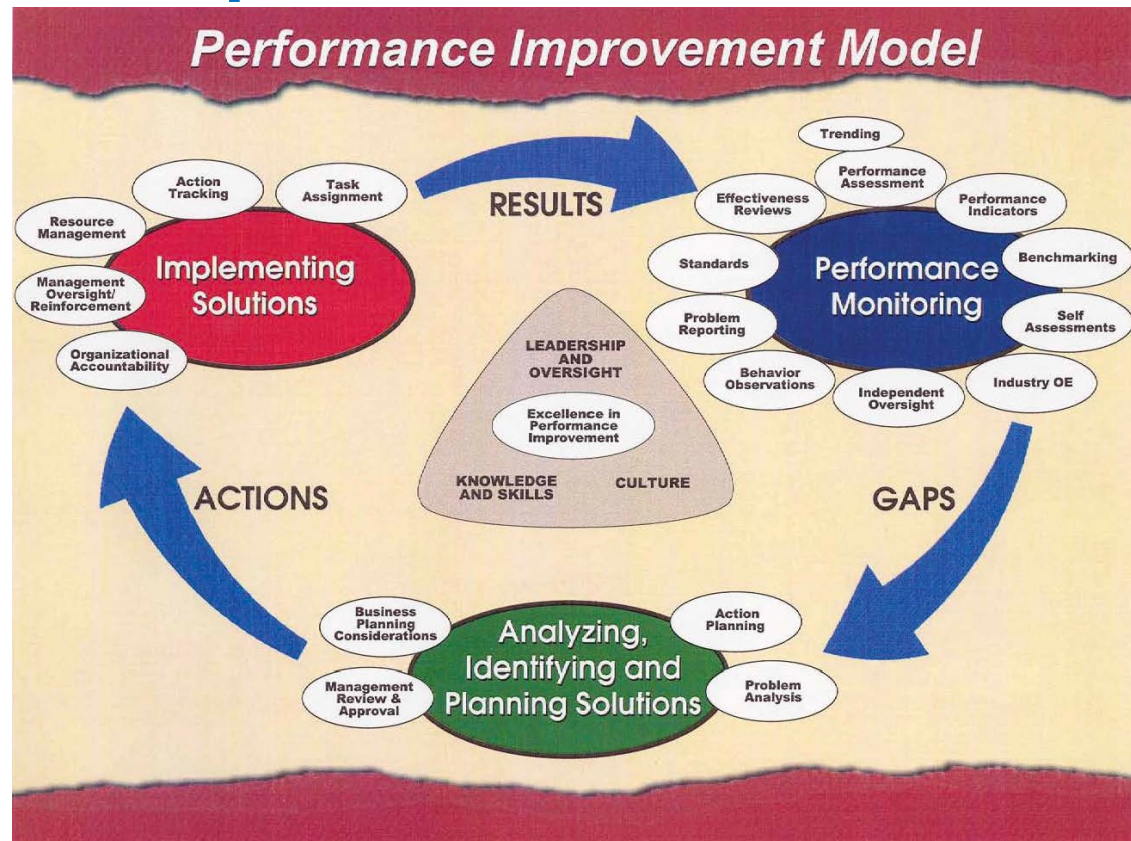 Performance Improvement Model
Trending
Performance
Assessment
Action
Tracking
Task
Assignment
Effectiveness
Reviews
Performance
Indicators
RESULTS
Resource
Management
Standards
Benchmarking
Implementing
Solutions
Performance
Monitoring
Management
Oversight/
Reinforcement
Problem
Reporting
Self
Assessments
Organizational
Accountability
Behavior
Observations
Independent
Oversight
Industry OE
LEADERSHIP
AND
OVERSIGHT
Excellence in
Performance
Improvement
KNOWLEDGE
AND SKILLS
CULTURE
ACTIONS
GAPS
Business
Planning
Considerations
Action
Planning
Analyzing,
Identifying and
Planning Solutions
Management
Review &
Approval
Problem
Analysis